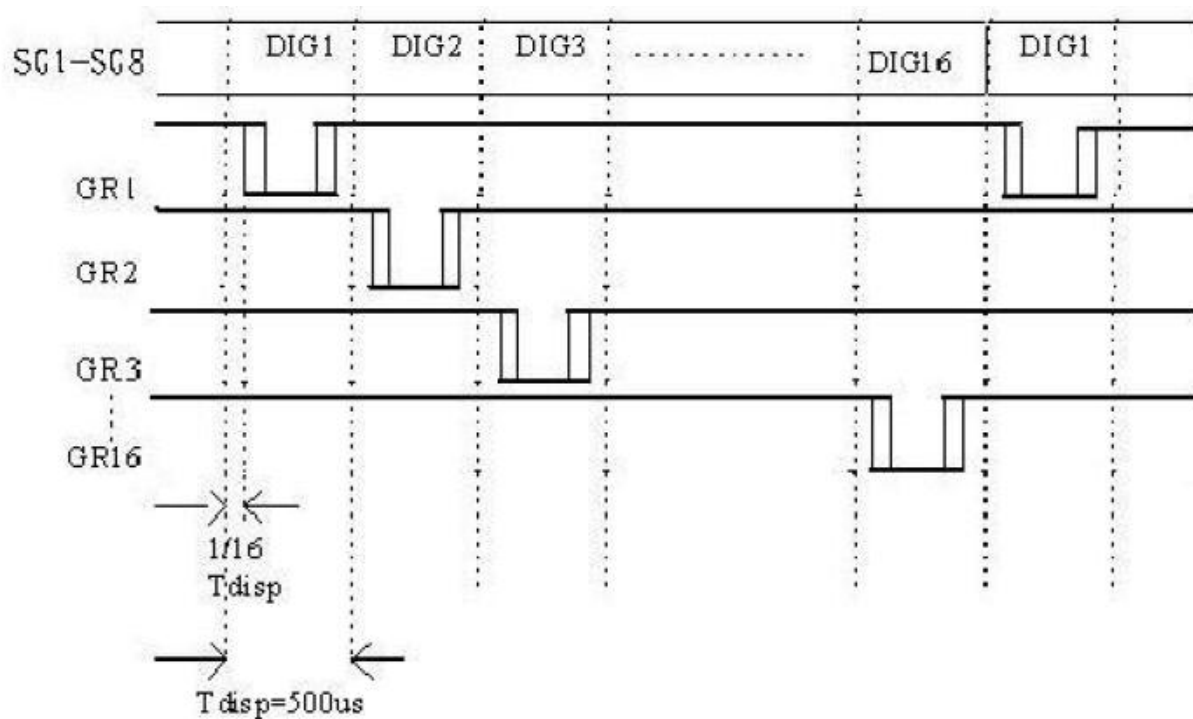 SG1-SG8 DIG1 DIG2 DIG3 DIG16 DIG1
GR1
GR2
GR3
GR16
1/16
Tdisp
Tdisp=500us